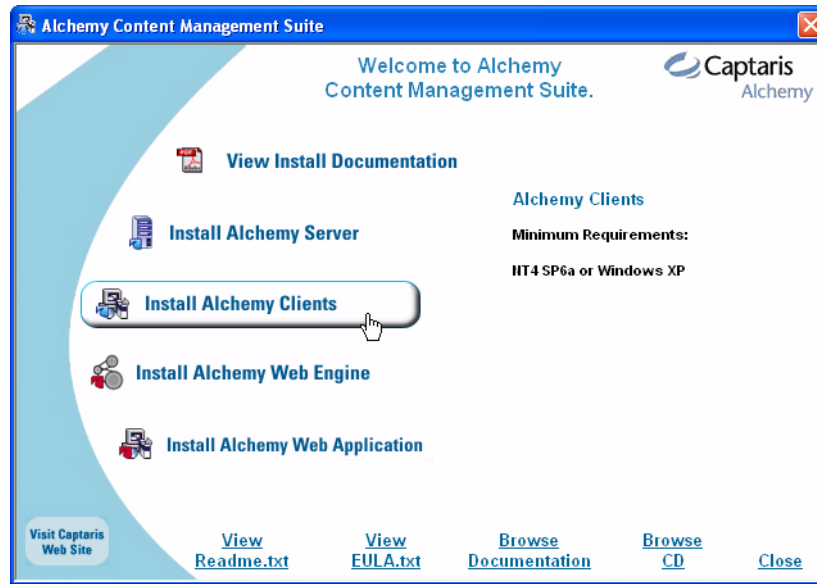 Alchemy Content Management Suite
Welcome to Alchemy
Content Management Suite.
Captaris
Alchemy
View Install Documentation
Install Alchemy Server
Install Alchemy Clients
Install Alchemy Web Engine
Install Alchemy Web Application
Alchemy Clients
Minimum Requirements:
NT4 SP6a or Windows XP
Visit Captaris
Web Site
View
Readme.txt
View
EULA.txt
Browse
Documentation
Browse
CD
Close